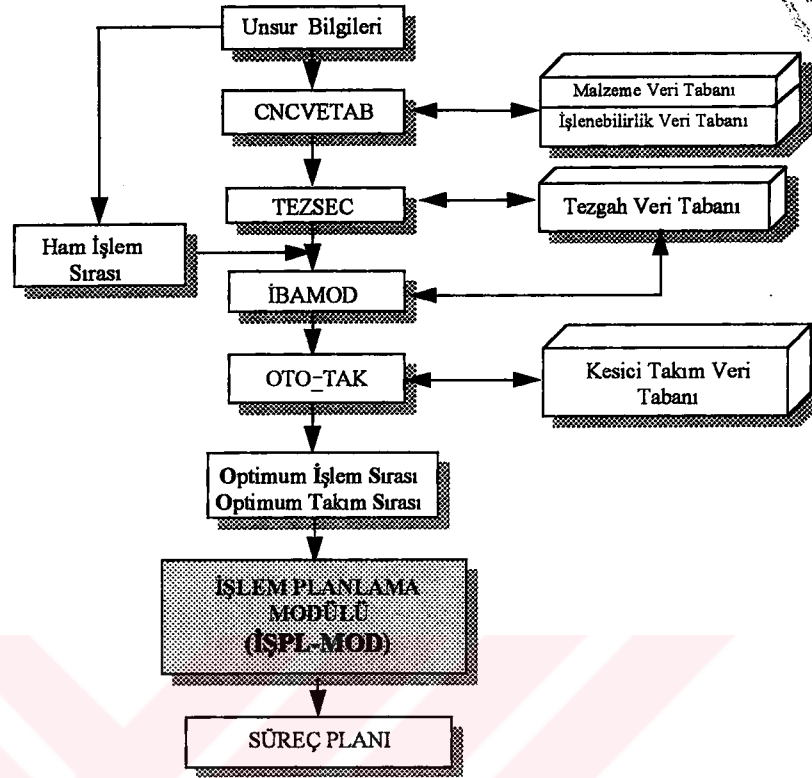 Unsur Bilgileri
CNCVETAB
Malzeme Veri Tabanı
İşlenebilirlik Veri Tabanı
TEZSEC
Tezgah Veri Tabanı
Ham İşlem
Sırası
İBAMOD
OTO_TAK
Kesici Takım Veri
Tabanı
Optimum İşlem Sırası
Optimum Takım Sırası
İŞLEM PLANLAMA
MODÜLÜ
(İŞPL-MOD)
SÜREÇ PLANI